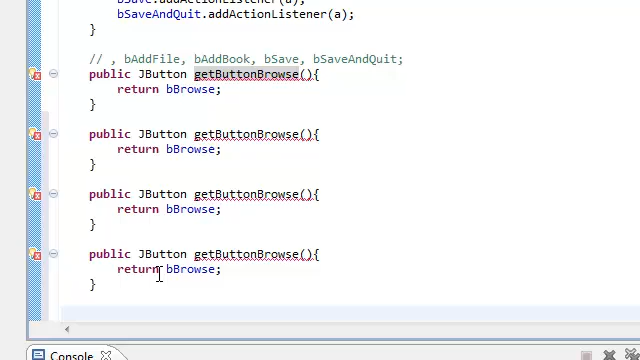 bSave.addActionListener(a);
bSaveAndQuit.addActionListener(a);
}
// , bAddFile, bAddBook, bSave, bSaveAndQuit;
public JButton getButtonBrowse(){
return bBrowse;
}
public JButton getButtonBrowse(){
return bBrowse;
}
public JButton getButtonBrowse(){
return bBrowse;
}
public JButton getButtonBrowse(){
return bBrowse;
}
Console